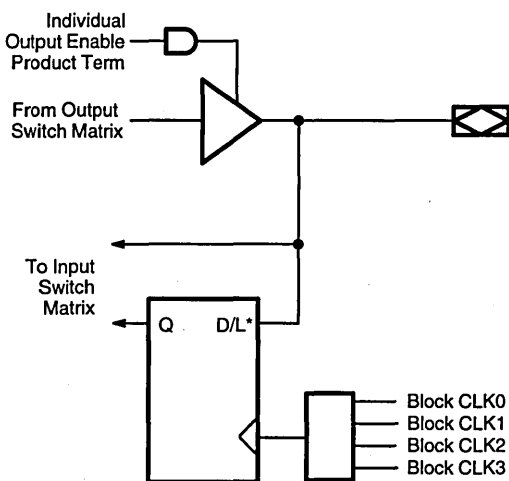 Individual
Output Enable
Product Term
From Output
Switch Matrix
To Input
Switch
Matrix
Q D/L*
Block CLK0
Block CLK1
Block CLK2
Block CLK3